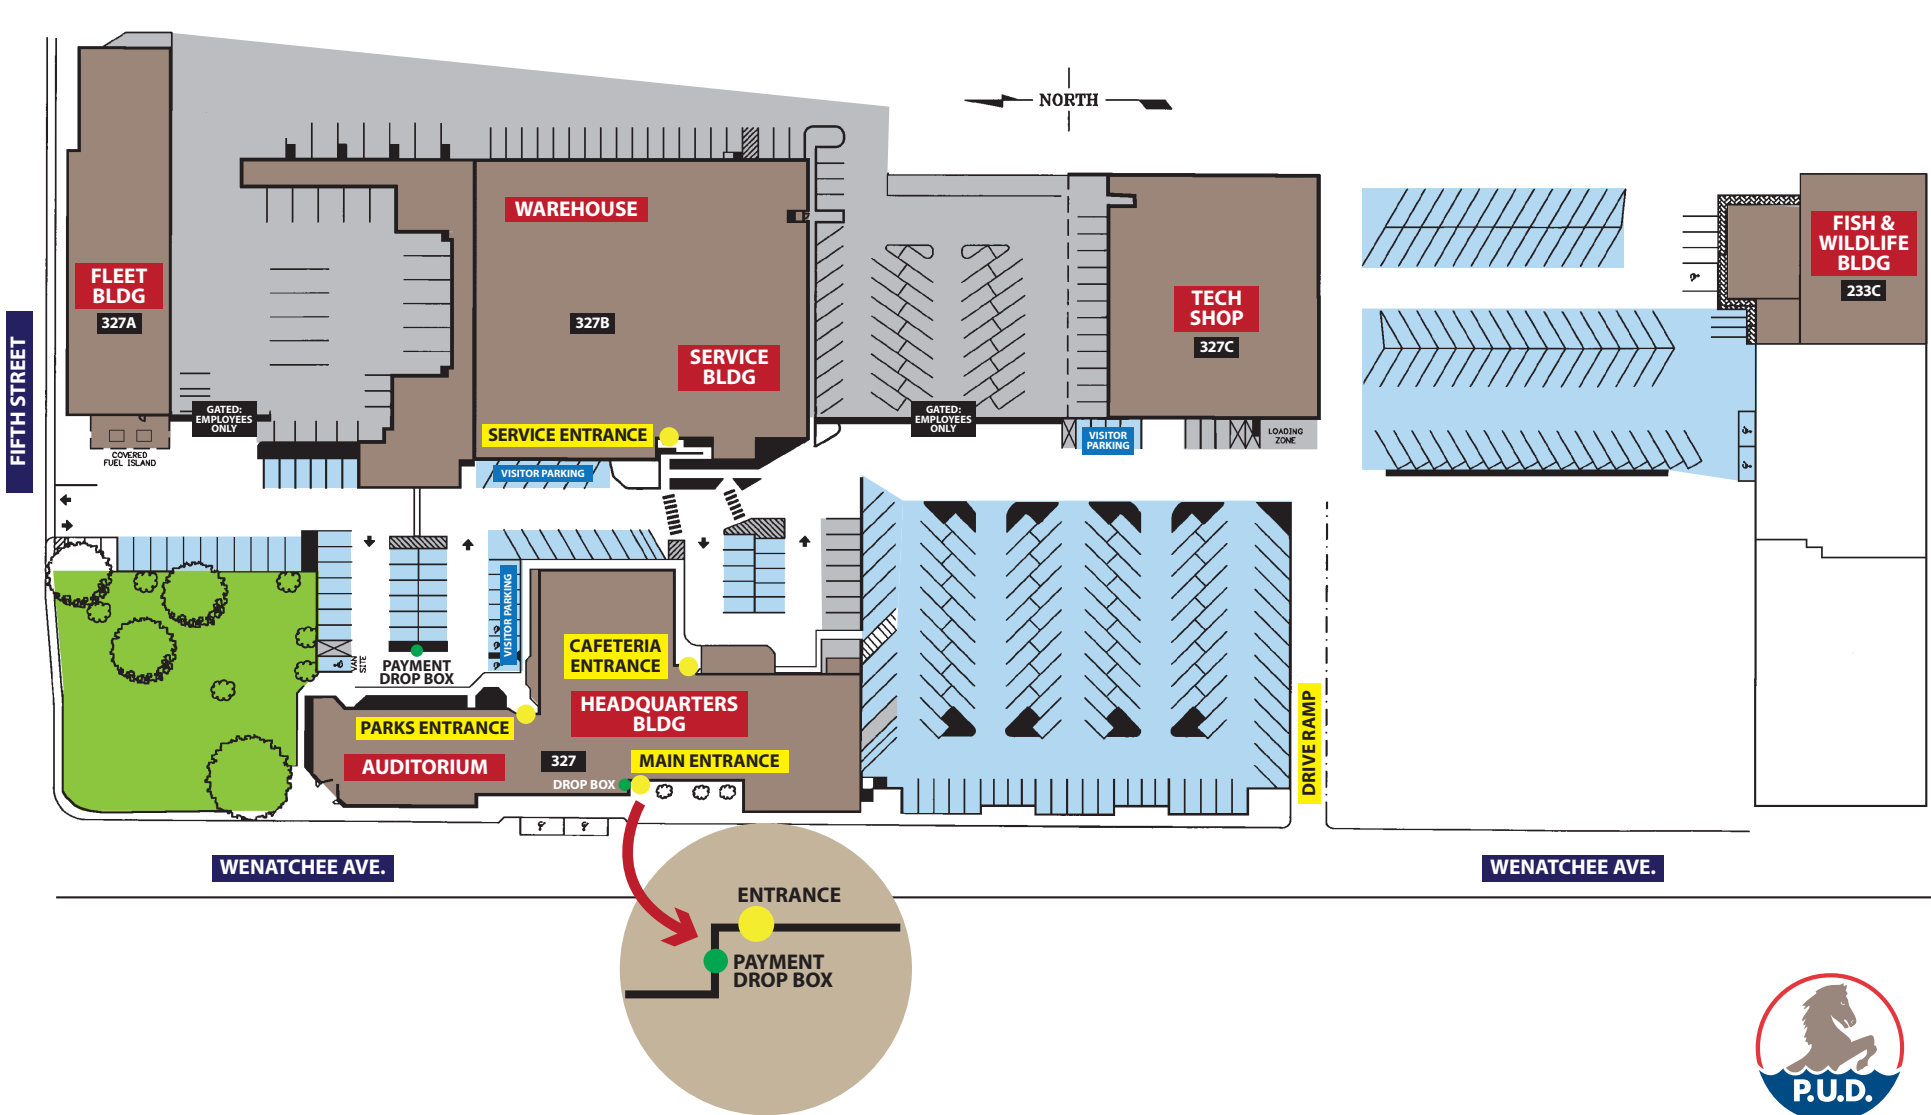 NORTH
WAREHOUSE
FISH &
WILDLIFE
BLDG
233C
FLEET
BLDG
327A
327B
TECH
SHOP
327C
SERVICE
BLDG
FIFTH STREET
GATED:
EMPLOYEES
ONLY
GATED:
EMPLOYEES
ONLY
SERVICE ENTRANCE
VISITOR
PARKING
LOADING
ZONE
COVERED
FUEL ISLAND
VISITOR PARKING
VISITOR PARKING
VAN
SITE
PAYMENT
DROP BOX
CAFETERIA
ENTRANCE
HEADQUARTERS
BLDG
PARKS ENTRANCE
AUDITORIUM
327
MAIN ENTRANCE
DROP BOX
DRIVE RAMP
WENATCHEE AVE.
WENATCHEE AVE.
ENTRANCE
PAYMENT
DROP BOX
P.U.D.